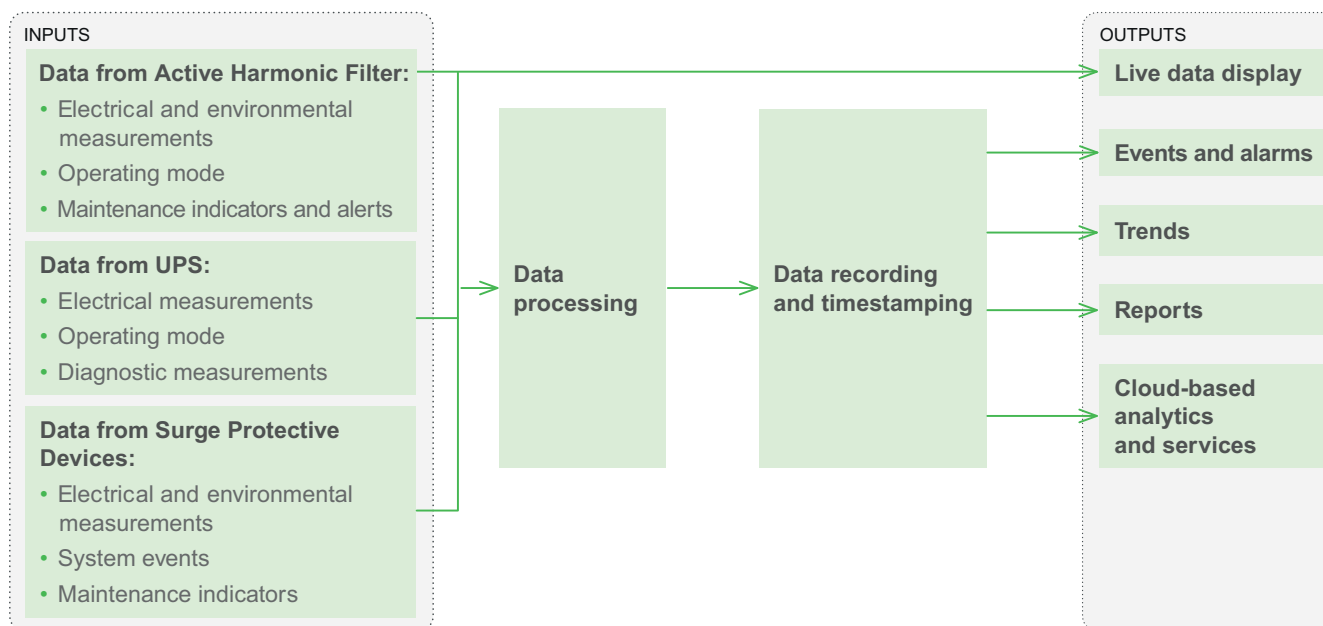 INPUTS
Data from Active Harmonic Filter:
• Electrical and environmental
measurements
• Operating mode
• Maintenance indicators and alerts
Data from UPS:
• Electrical measurements
• Operating mode
• Diagnostic measurements
Data from Surge Protective
Devices:
• Electrical and environmental
measurements
• System events
• Maintenance indicators
Data
processing
Data recording
and timestamping
OUTPUTS
Live data display
Events and alarms
Trends
Reports
Cloud-based
analytics
and services